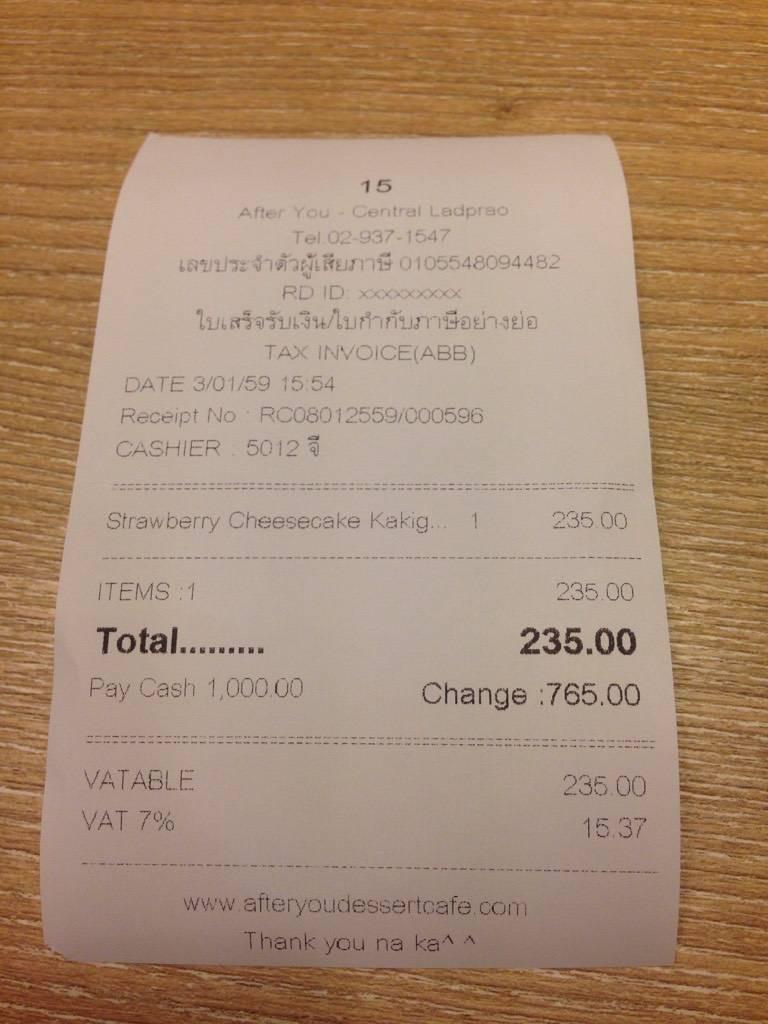 15
After You - Central Ladprao
Tel.02-937-1547
เลขประจำตัวผู้เสียภาษี 0105548094482
RD ID: xxxxxxxxx
ใบเสร็จรับเงิน/ใบกำกับภาษีอย่างย่อ
TAX INVOICE(ABB)
DATE 3/01/59 15:54
Receipt No : RC08012559/000596
CASHIER : 5012 จี
Strawberry Cheesecake Kakig... 1 235.00
ITEMS :1 235.00
Total......... 235.00
Pay Cash 1,000.00 Change :765.00
VATABLE 235.00
VAT 7% 15.37
www.afteryoudessertcafe.com
Thank you na ka^ ^